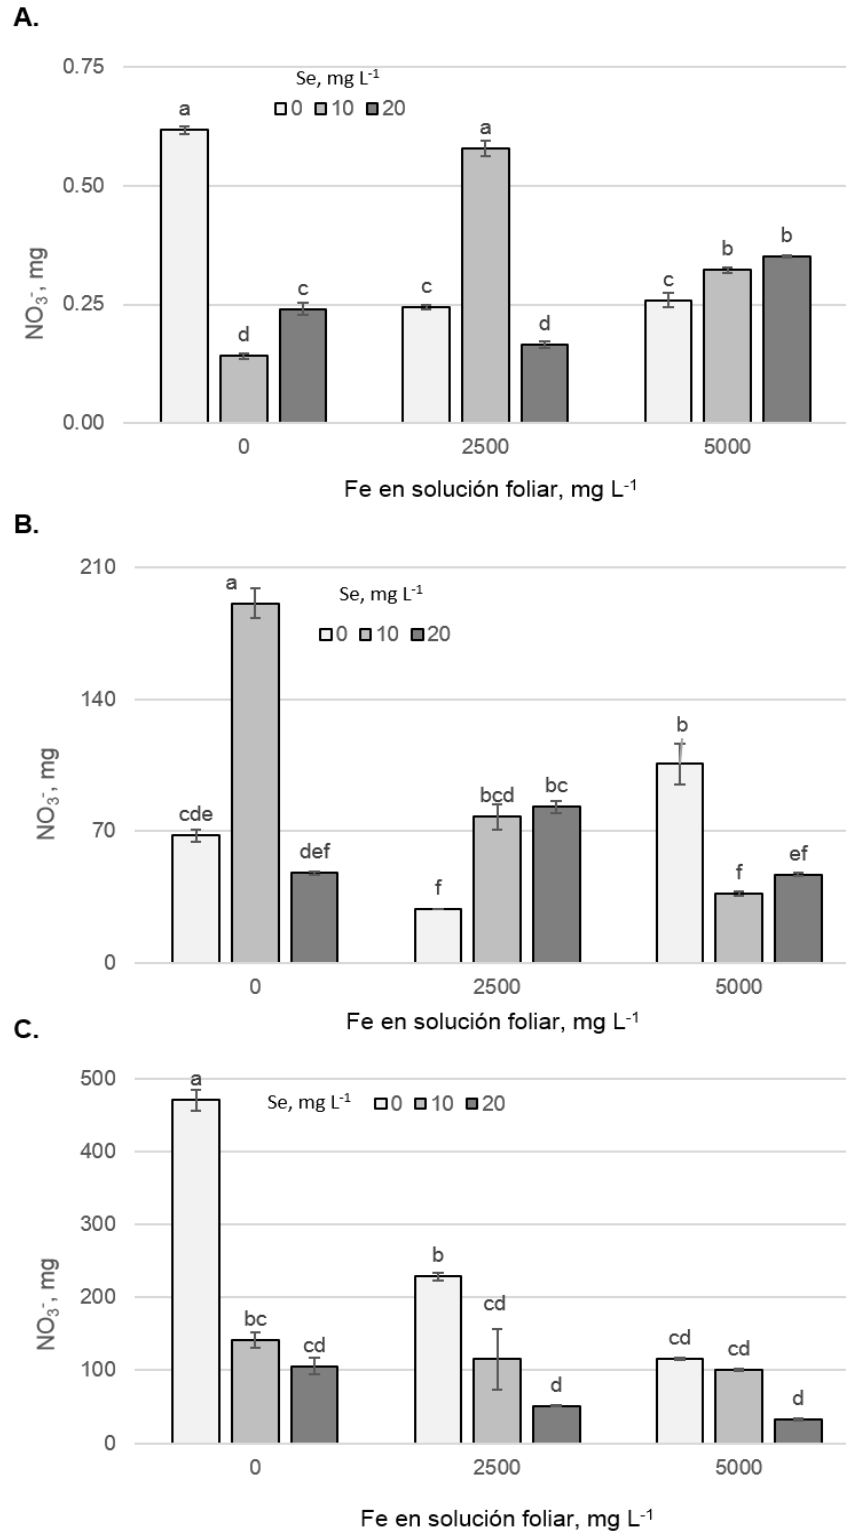 A.
0.75
Se, mg L⁻¹
0 10 20
a
a
0.50
b
b
c
c
c
0.25
d
d
0.00
NO₃⁻, mg
0 2500 5000
Fe en solución foliar, mg L⁻¹
B.
210
a
Se, mg L⁻¹
0 10 20
140
b
bcd
bc
cde
70
def
ef
f
f
0
NO₃⁻, mg
0 2500 5000
Fe en solución foliar, mg L⁻¹
C.
500
a
Se, mg L⁻¹ 0 10 20
400
300
b
200
bc
cd
cd
cd
cd
100
d
d
0
NO₃⁻, mg
0 2500 5000
Fe en solución foliar, mg L⁻¹